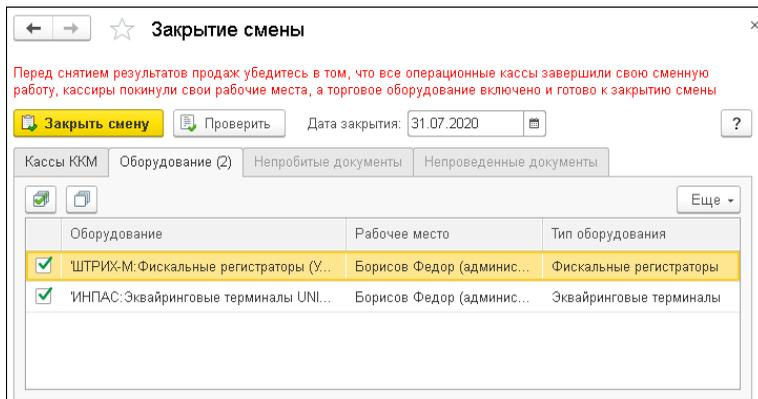 Закрытие смены
Перед снятием результатов продаж убедитесь в том, что все операционные кассы завершили свою сменную
работу, кассиры покинули свои рабочие места, а торговое оборудование включено и готово к закрытию смены
Закрыть смену Проверить Дата закрытия: 31.07.2020 ?
Кассы ККМ Оборудование (2) Непробитые документы Непроведенные документы
Еще
Оборудование Рабочее место Тип оборудования
'ШТРИХ-М:Фискальные регистраторы (У... Борисов Федор (админис... Фискальные регистраторы
'ИНПАС:Эквайринговые терминалы UNI... Борисов Федор (админис... Эквайринговые терминалы